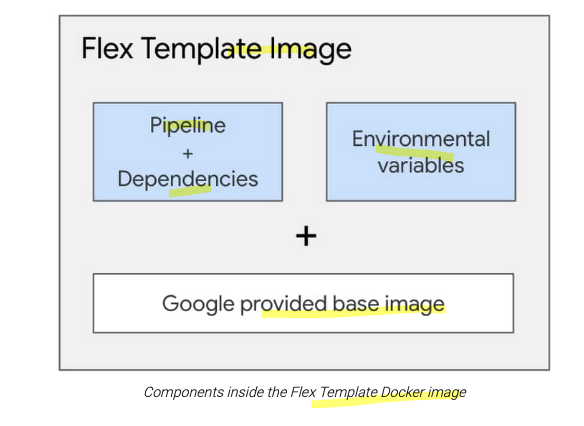 Flex Template Image
Pipeline
+
Dependencies
Environmental
variables
+
Google provided base image
Components inside the Flex Template Docker image